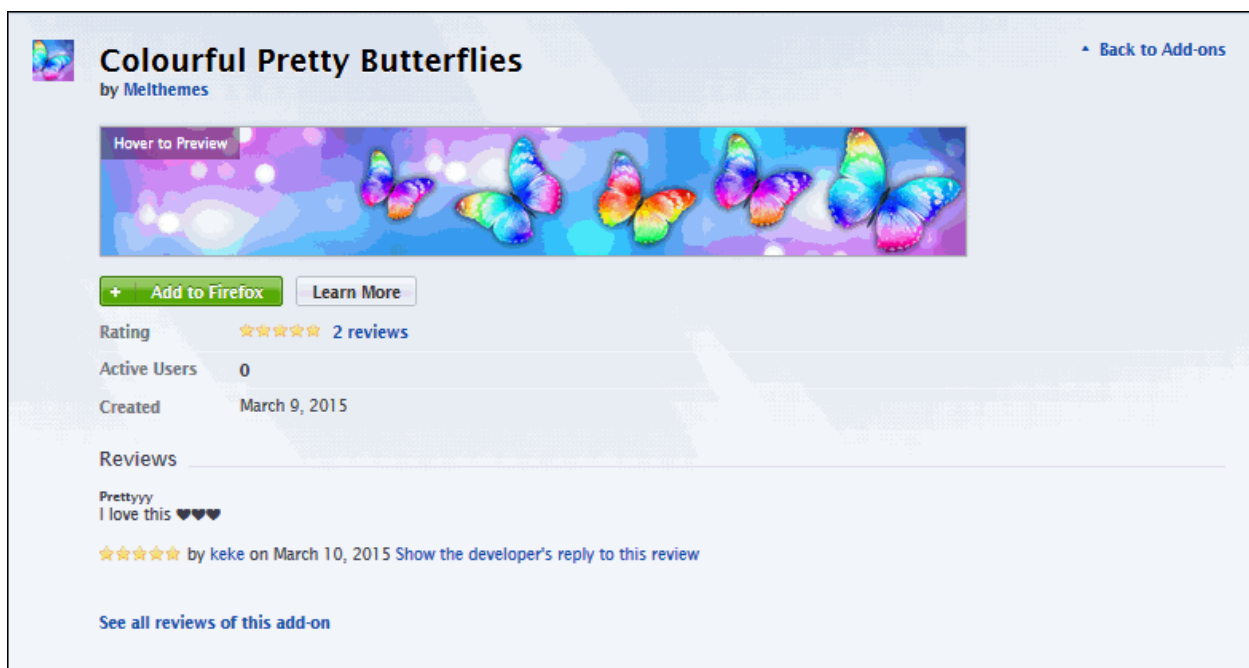 Colourful Pretty Butterflies
Back to Add-ons
by Melthemes
Hover to Preview
+ Add to Firefox
Learn More
Rating 2 reviews
Active Users 0
Created March 9, 2015
Reviews
Prettyyy
I love this ♥♥♥
by keke on March 10, 2015 Show the developer's reply to this review
See all reviews of this add-on